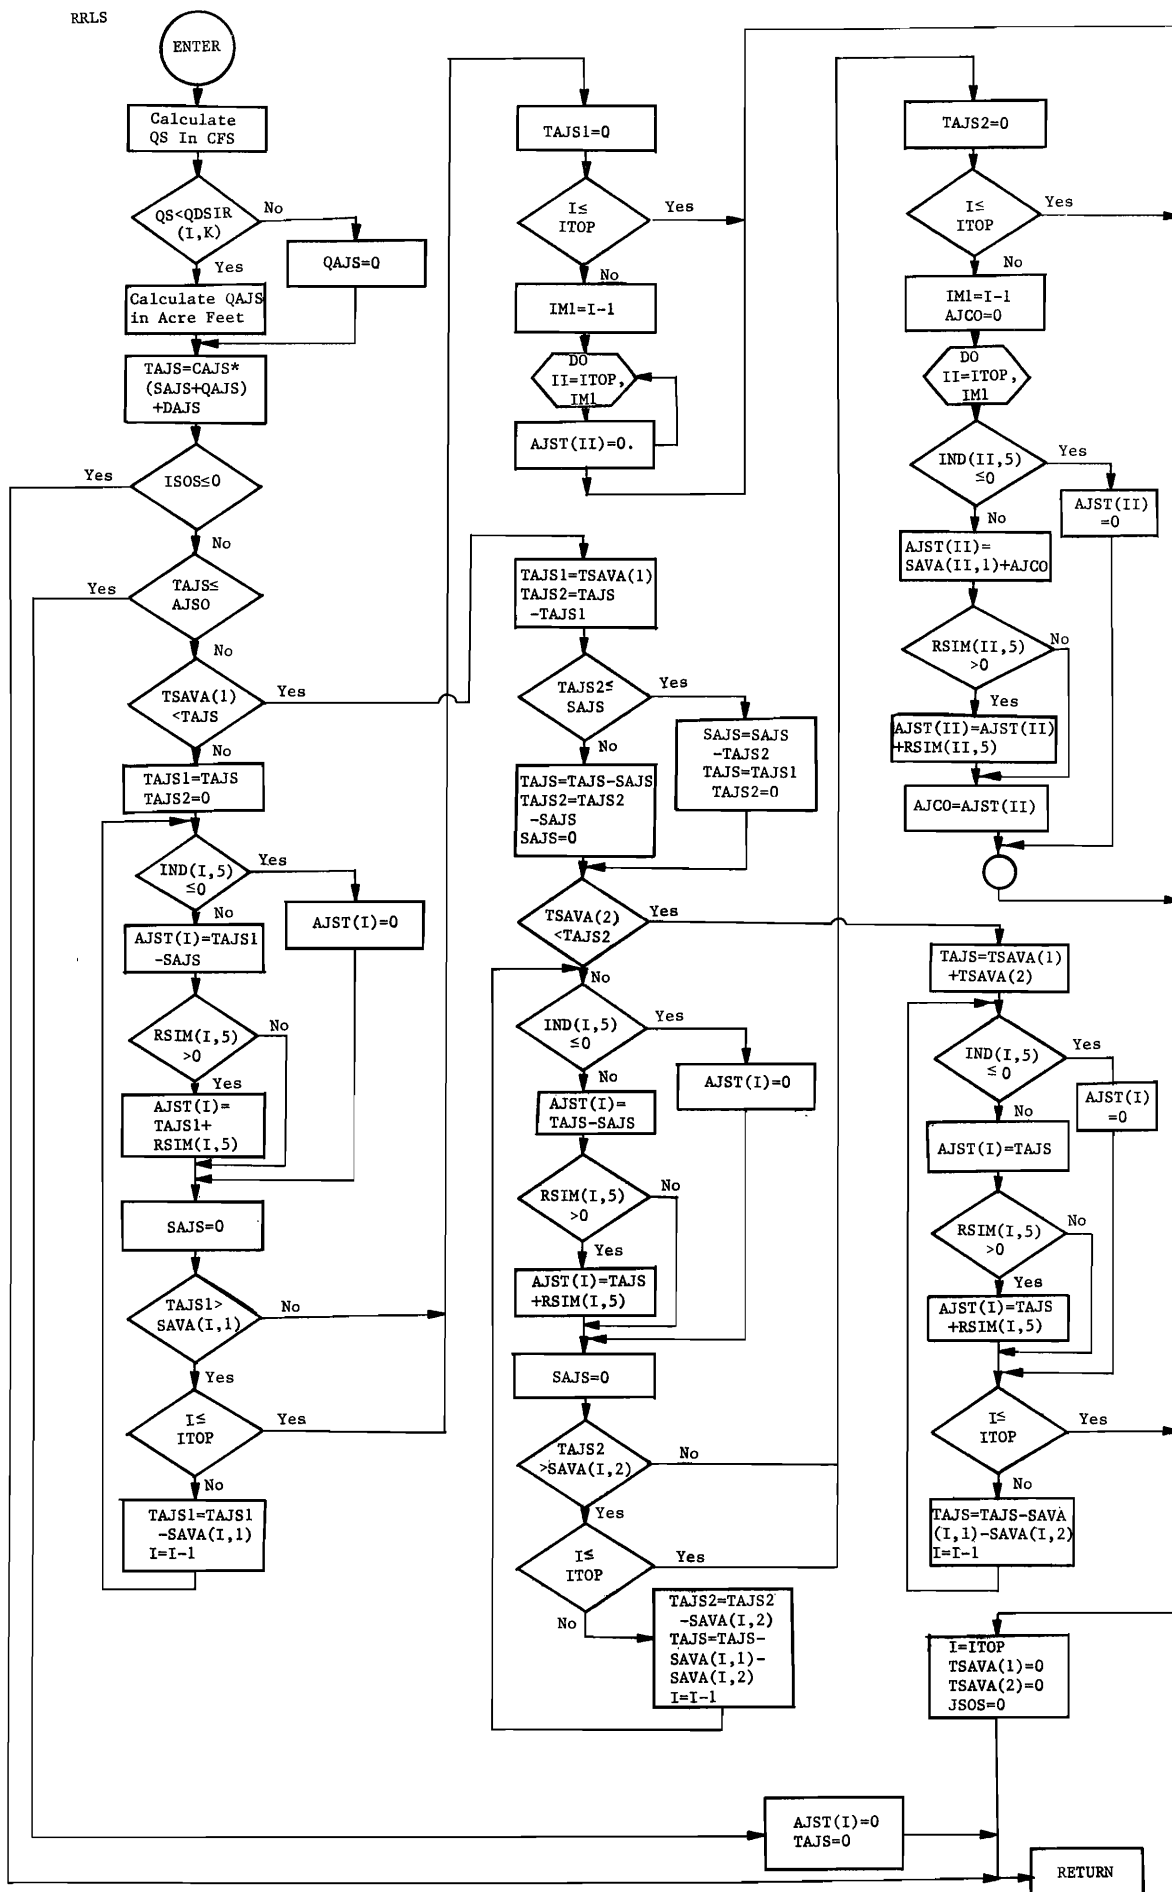 RRLS
ENTER
Calculate
QS In CFS
QS<QDSIR
(I,K)
No
QAJS=0
Yes
Calculate QAJS
in Acre Feet
TAJS=CAJS*
(SAJS+QAJS)
+DAJS
ISOS≤0
Yes
No
TAJS≤
AJSO
Yes
No
TSAVA(1)
<TAJS
Yes
No
TAJS1=TAJS
TAJS2=0
IND(I,5)
≤0
Yes
AJST(I)=0
No
AJST(I)=TAJS1
-SAJS
RSIM(I,5)
>0
No
Yes
AJST(I)=
TAJS1+
RSIM(I,5)
SAJS=0
TAJS1>
SAVA(I,1)
No
Yes
I≤
ITOP
Yes
No
TAJS1=TAJS1
-SAVA(I,1)
I=I-1
TAJS1=0
I≤
ITOP
Yes
No
IM1=I-1
DO
II=ITOP,
IM1
AJST(II)=0.
TAJS1=TSAVA(1)
TAJS2=TAJS
-TAJS1
TAJS2≤
SAJS
Yes
SAJS=SAJS
-TAJS2
TAJS=TAJS1
TAJS2=0
No
TAJS=TAJS-SAJS
TAJS2=TAJS2
-SAJS
SAJS=0
TSAVA(2)
<TAJS2
Yes
No
IND(I,5)
≤0
Yes
AJST(I)=0
No
AJST(I)=
TAJS-SAJS
RSIM(I,5)
>0
No
Yes
AJST(I)=TAJS
+RSIM(I,5)
SAJS=0
TAJS2
>SAVA(I,2)
No
Yes
I≤
ITOP
Yes
No
TAJS2=TAJS2
-SAVA(I,2)
TAJS=TAJS-
SAVA(I,1)-
SAVA(I,2)
I=I-1
TAJS2=0
I≤
ITOP
Yes
No
IM1=I-1
AJCO=0
DO
II=ITOP,
IM1
IND(II,5)
≤0
Yes
AJST(II)
=0
No
AJST(II)=
SAVA(II,1)+AJCO
RSIM(II,5)
>0
No
Yes
AJST(II)=AJST(II)
+RSIM(II,5)
AJCO=AJST(II)
TAJS=TSAVA(1)
+TSAVA(2)
IND(I,5)
≤0
Yes
AJST(I)
=0
No
AJST(I)=TAJS
RSIM(I,5)
>0
No
Yes
AJST(I)=TAJS
+RSIM(I,5)
I≤
ITOP
Yes
No
TAJS=TAJS-SAVA
(I,1)-SAVA(I,2)
I=I-1
I=ITOP
TSAVA(1)=0
TSAVA(2)=0
JSOS=0
AJST(I)=0
TAJS=0
RETURN